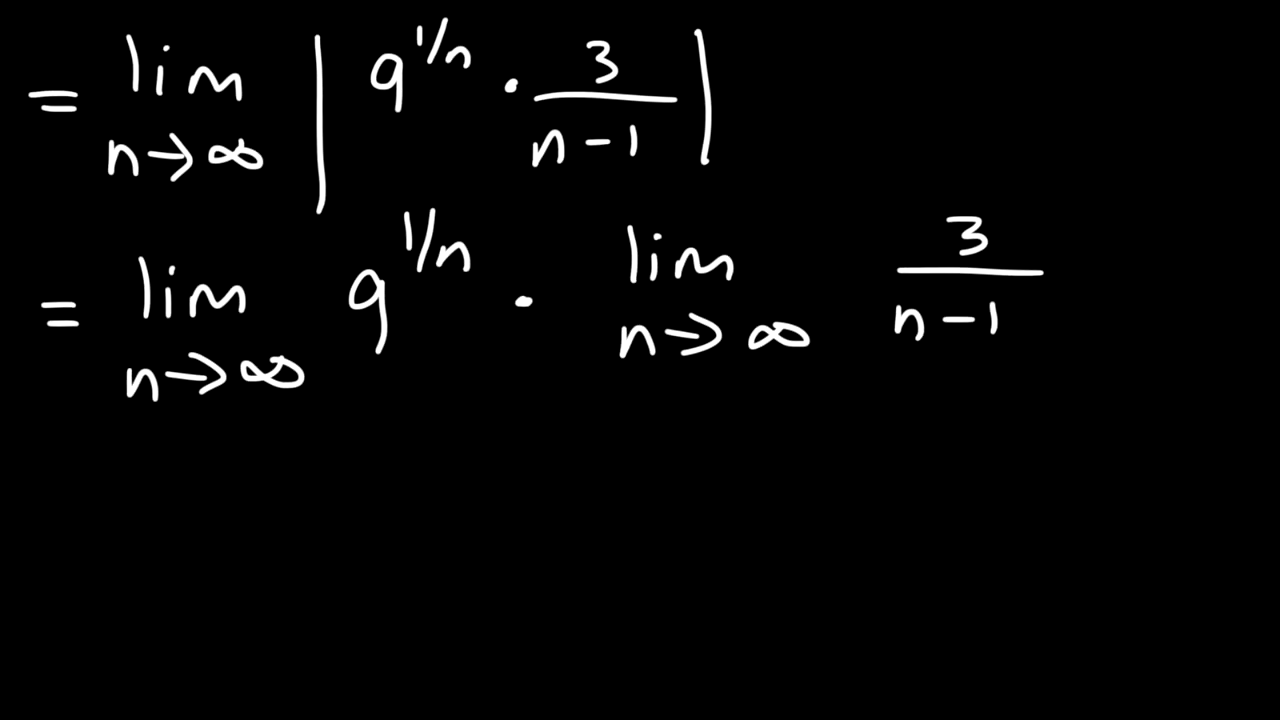 = lim n→∞ | 9^(1/n) · 3/(n-1) |
= lim n→∞ 9^(1/n) · lim n→∞ 3/(n-1)